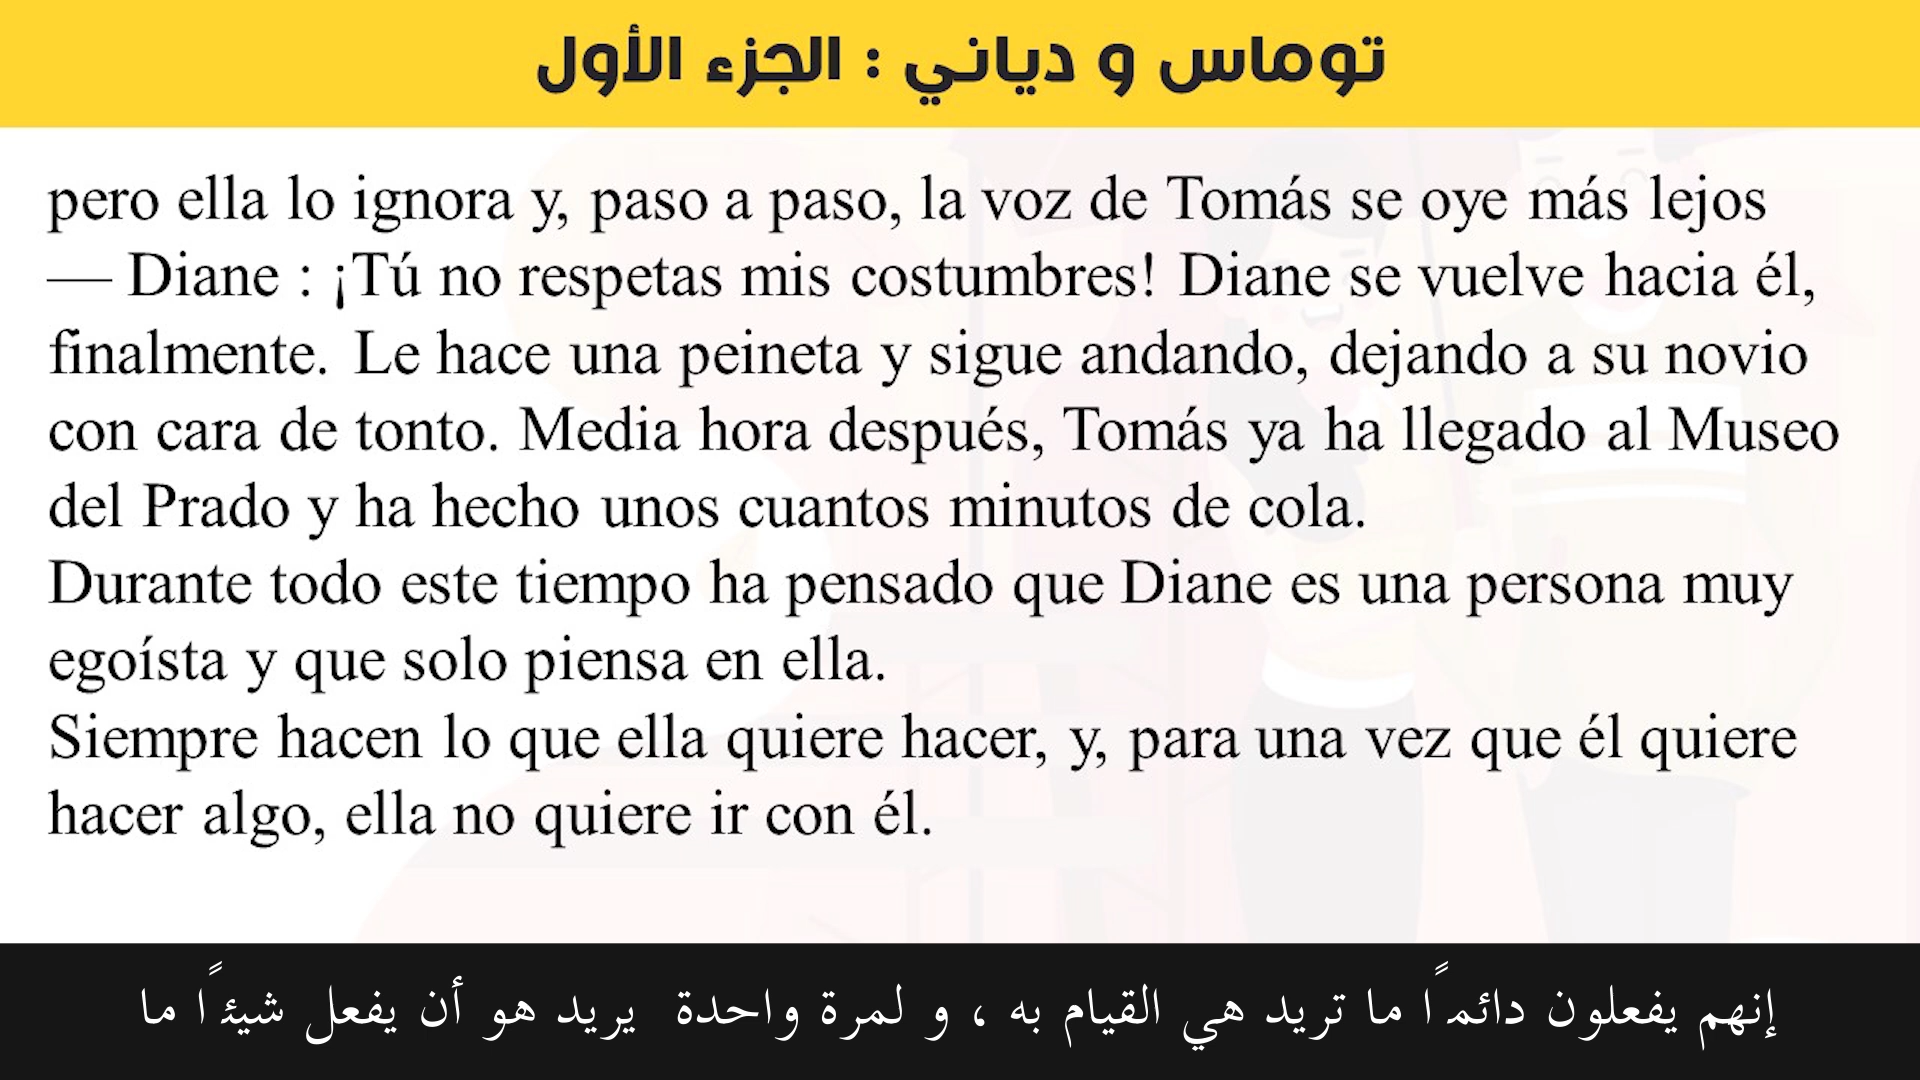 توماس و دياني : الجزء الأول
pero ella lo ignora y, paso a paso, la voz de Tomás se oye más lejos
— Diane : ¡Tú no respetas mis costumbres! Diane se vuelve hacia él,
finalmente. Le hace una peineta y sigue andando, dejando a su novio
con cara de tonto. Media hora después, Tomás ya ha llegado al Museo
del Prado y ha hecho unos cuantos minutos de cola.
Durante todo este tiempo ha pensado que Diane es una persona muy
egoísta y que solo piensa en ella.
Siempre hacen lo que ella quiere hacer, y, para una vez que él quiere
hacer algo, ella no quiere ir con él.
إنهم يفعلون دائمًا ما تريد هي القيام به ، و لمرة واحدة يريد هو أن يفعل شيئًا ما